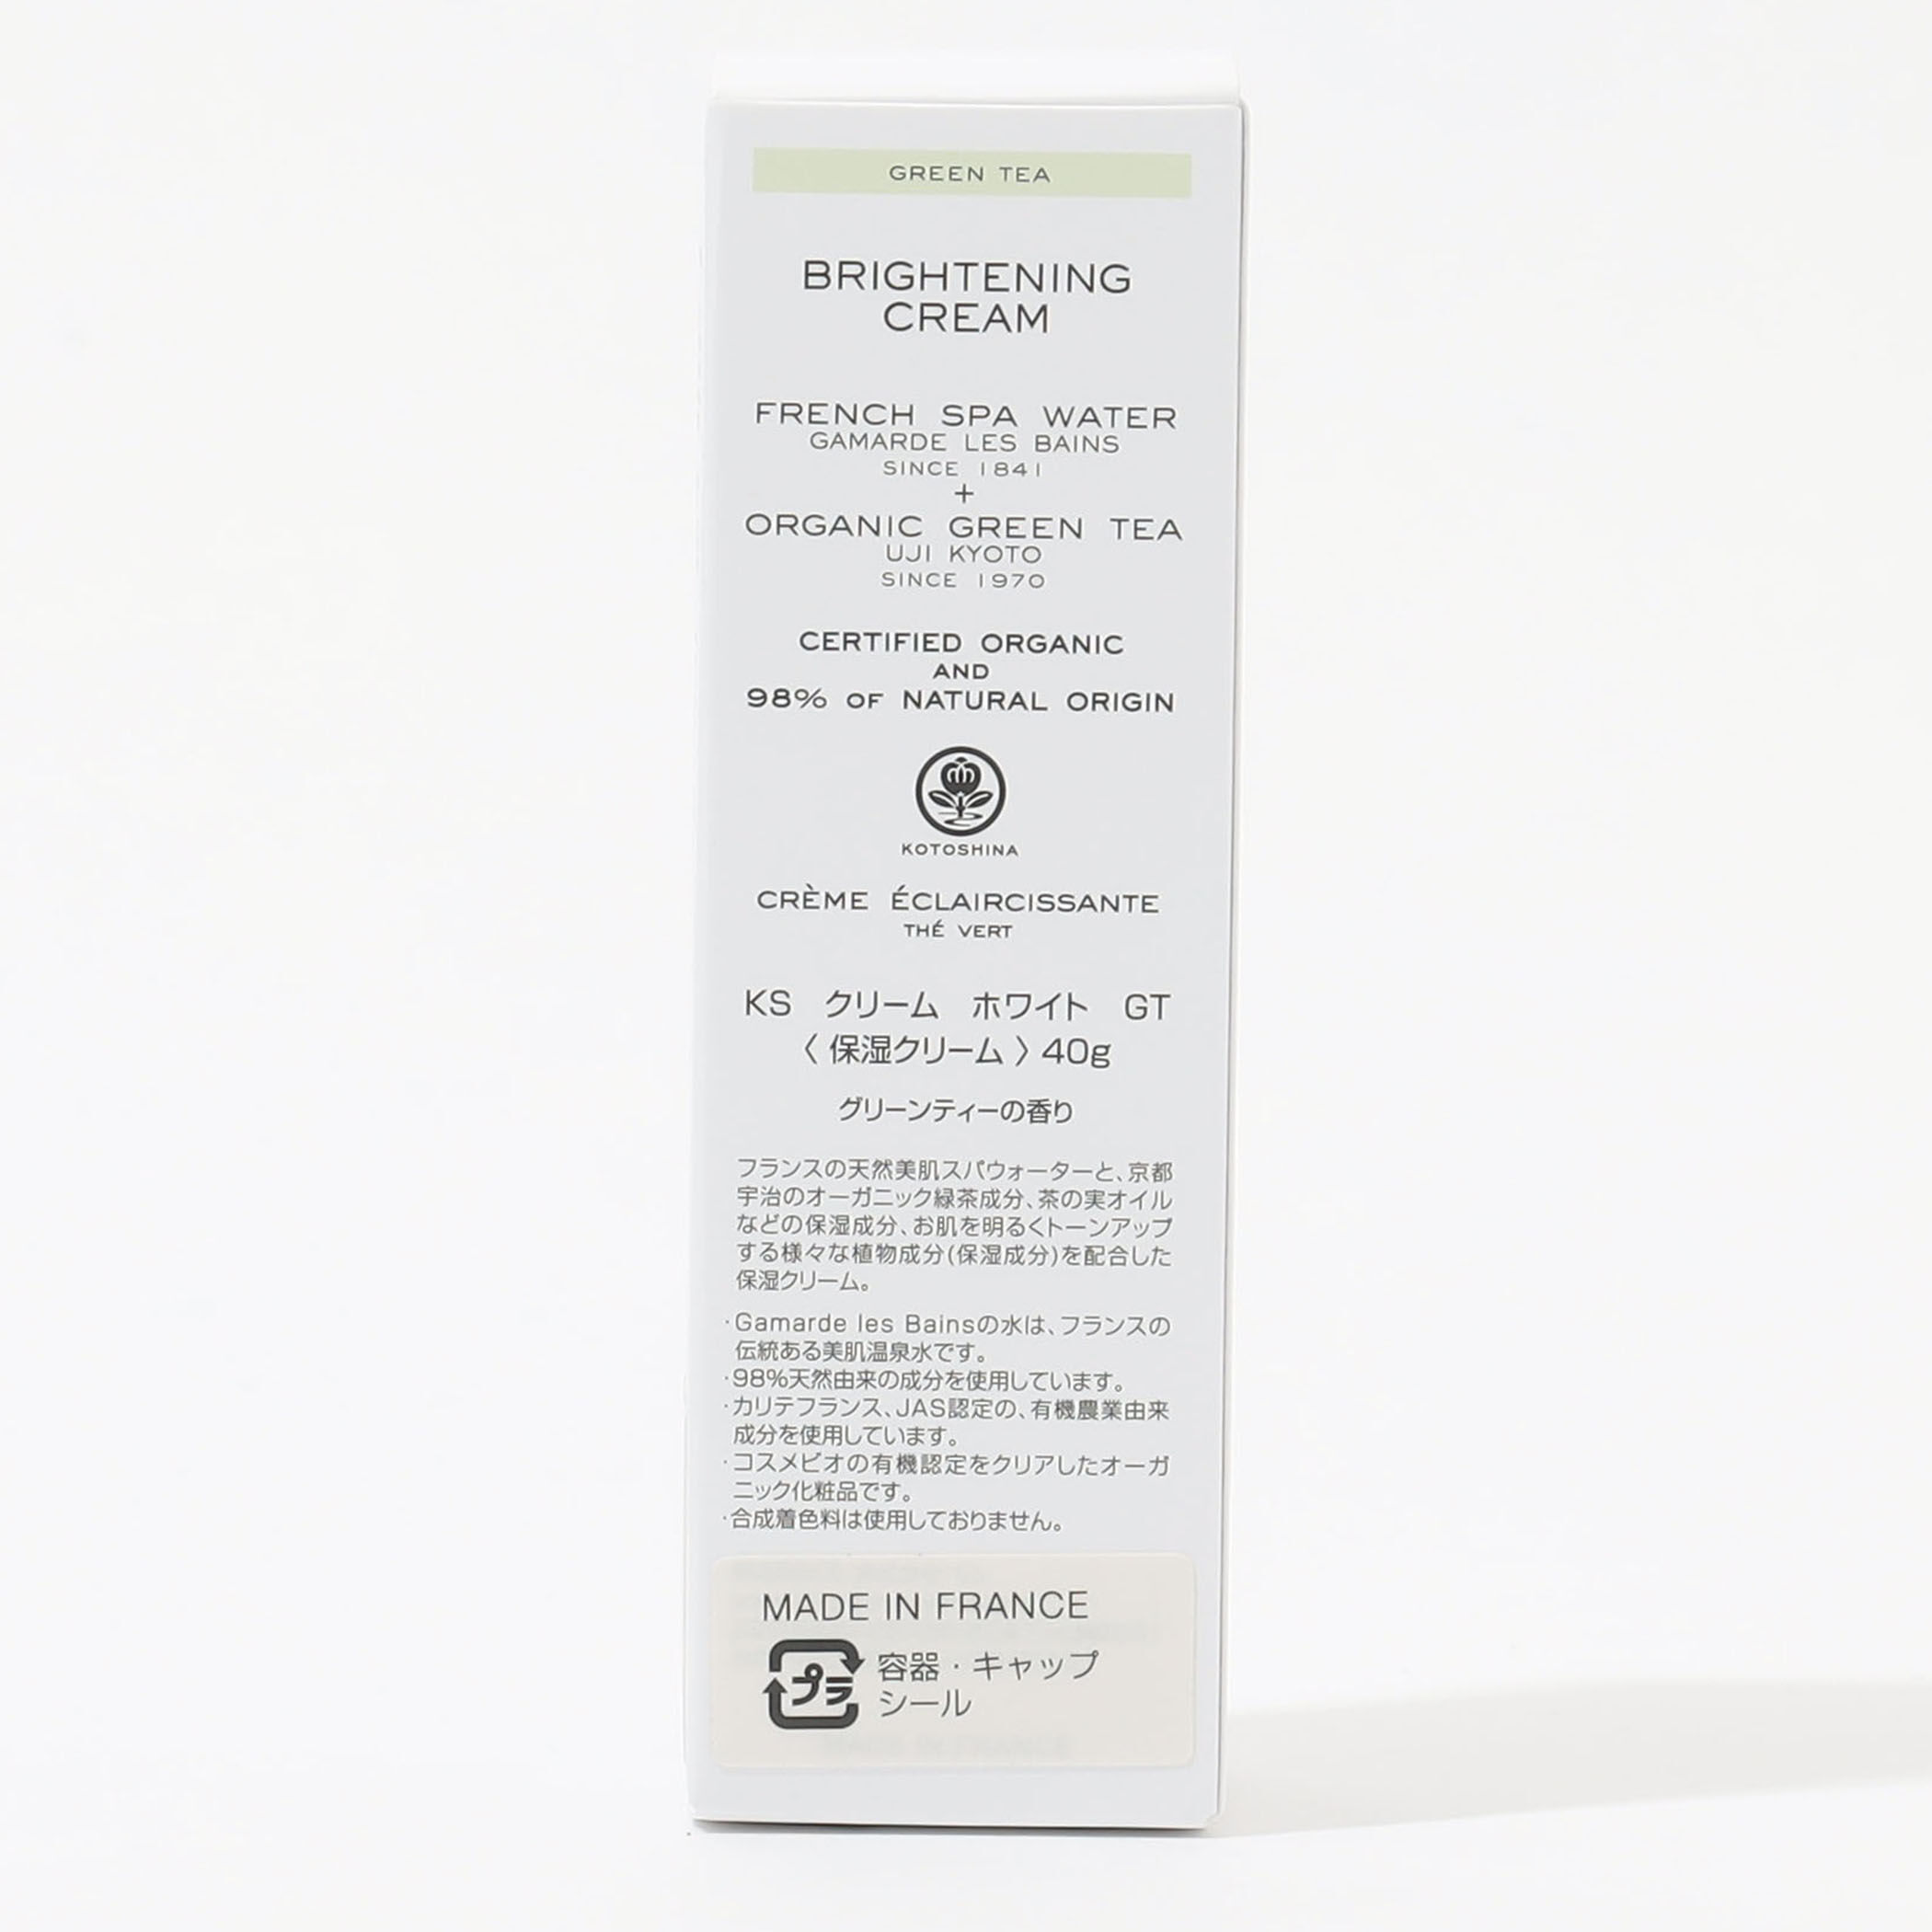 GREEN TEA
BRIGHTENING
CREAM
FRENCH SPA WATER
GAMARDE LES BAINS
SINCE 1841
+
ORGANIC GREEN TEA
UJI KYOTO
SINCE 1970
CERTIFIED ORGANIC
AND
98% OF NATURAL ORIGIN
KOTOSHINA
CRÈME ÉCLAIRCISSANTE
THÉ VERT
KS クリーム ホワイト GT
〈保湿クリーム〉40g
グリーンティーの香り
フランスの天然美肌スパウォーターと、京都
宇治のオーガニック緑茶成分、茶の実オイル
などの保湿成分、お肌を明るくトーンアップ
する様々な植物成分(保湿成分)を配合した
保湿クリーム。
・Gamarde les Bainsの水は、フランスの
伝統ある美肌温泉水です。
・98%天然由来の成分を使用しています。
・カリテフランス、JAS認定の、有機農業由来
成分を使用しています。
・コスメビオの有機認定をクリアしたオーガ
ニック化粧品です。
・合成着色料は使用しておりません。
MADE IN FRANCE
プラ 容器・キャップ
シール